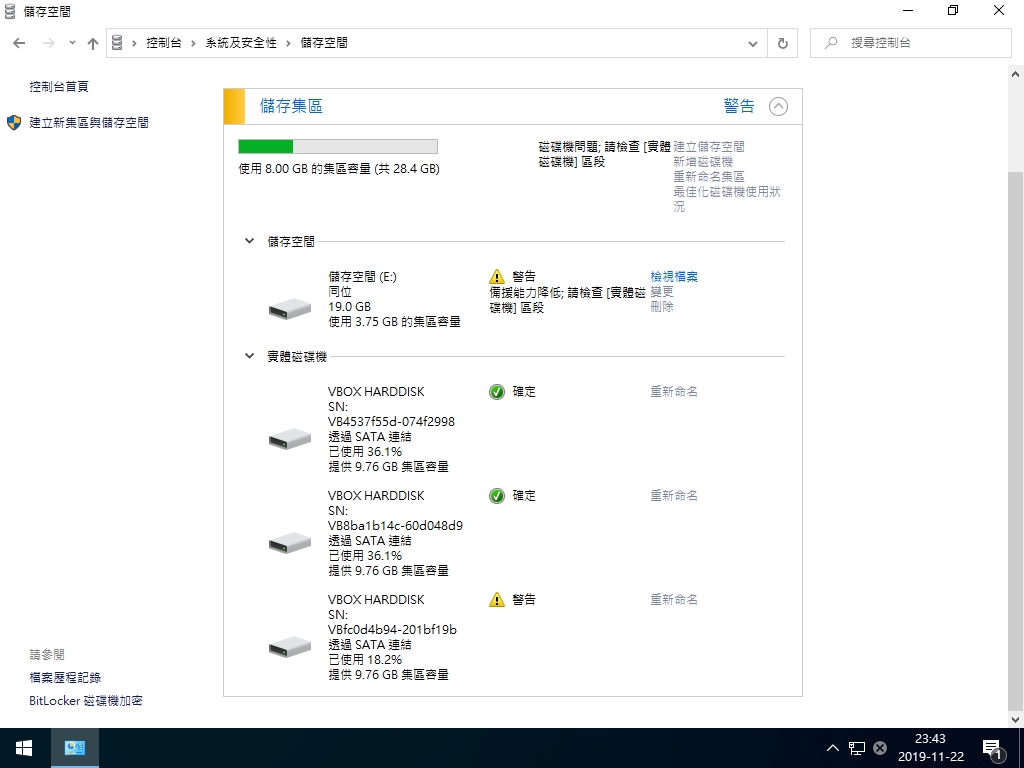 儲存空間
控制台 系統及安全性 儲存空間
搜尋控制台
控制台首頁
建立新集區與儲存空間
儲存集區
警告
使用 8.00 GB 的集區容量 (共 28.4 GB)
磁碟機問題; 請檢查 [實體
磁碟機] 區段
建立儲存空間
新增磁碟機
重新命名集區
最佳化磁碟機使用狀
況
儲存空間
儲存空間 (E:)
同位
19.0 GB
使用 3.75 GB 的集區容量
警告
備援能力降低; 請檢查 [實體磁
碟機] 區段
檢視檔案
變更
刪除
實體磁碟機
VBOX HARDDISK
SN:
VB4537f55d-074f2998
透過 SATA 連結
已使用 36.1%
提供 9.76 GB 集區容量
確定
重新命名
VBOX HARDDISK
SN:
VB8ba1b14c-60d048d9
透過 SATA 連結
已使用 36.1%
提供 9.76 GB 集區容量
確定
重新命名
VBOX HARDDISK
SN:
VBfc0d4b94-201bf19b
透過 SATA 連結
已使用 18.2%
提供 9.76 GB 集區容量
警告
重新命名
請參閱
檔案歷程記錄
BitLocker 磁碟機加密
23:43
2019-11-22
1